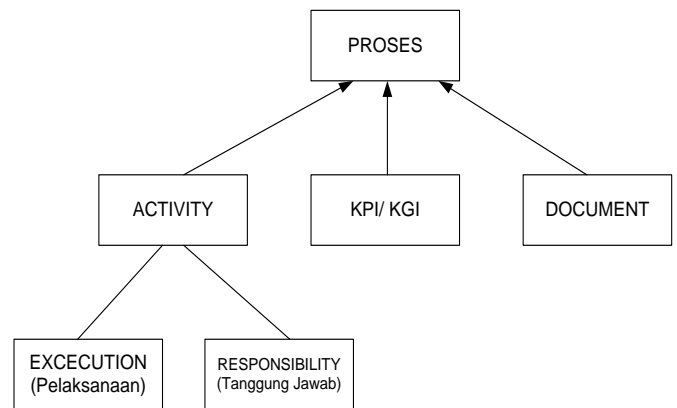 PROSES
ACTIVITY
KPI/ KGI
DOCUMENT
EXCECUTION
(Pelaksanaan)
RESPONSIBILITY
(Tanggung Jawab)